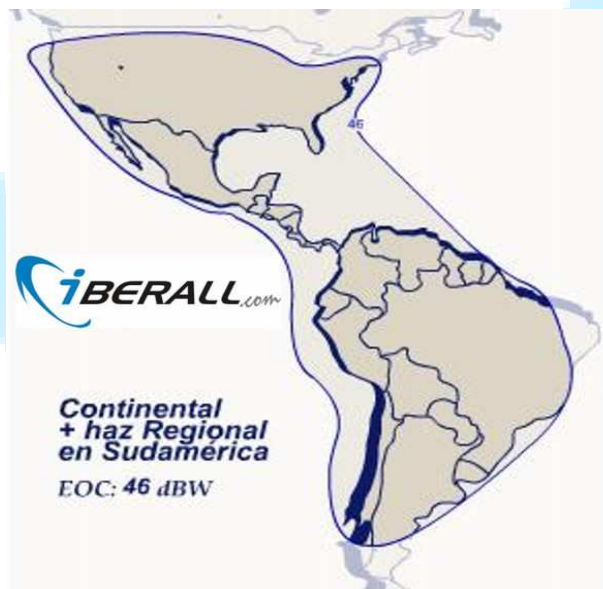 46
iBERALL.com
Continental
+ haz Regional
en Sudamérica
EOC: 46 dBW